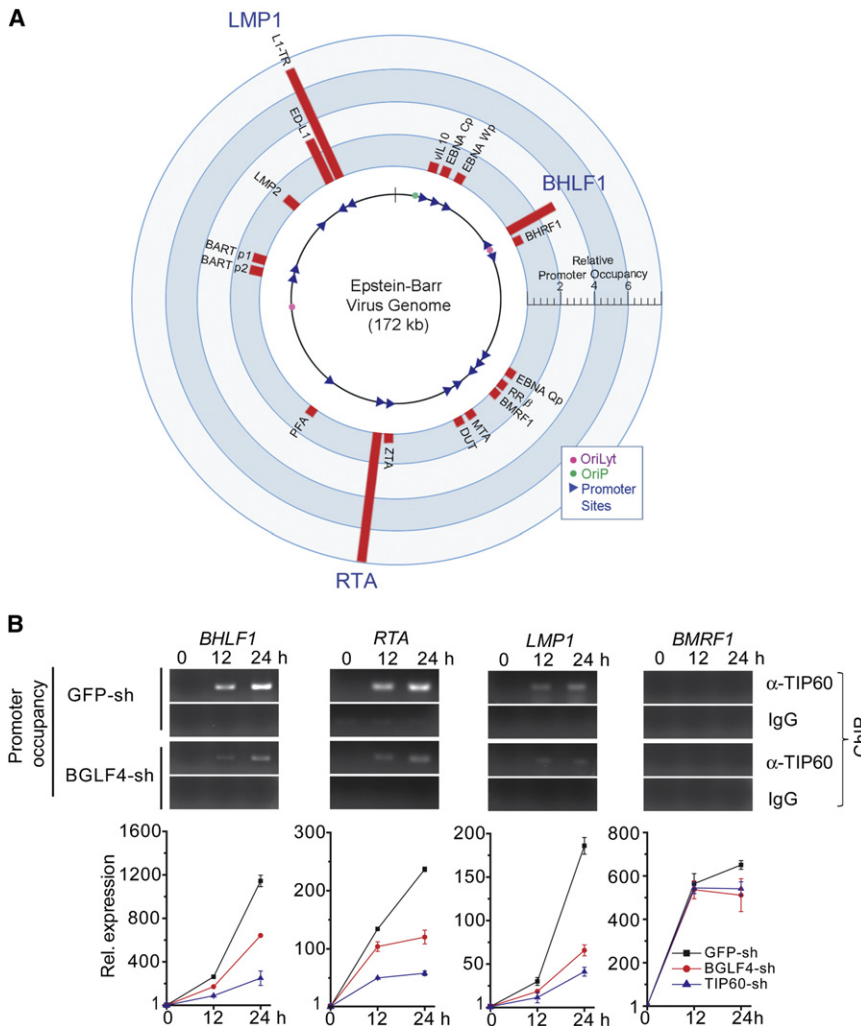 A
LMP1
L1-TR
ED-L1
LMP2
BART p1
BART p2
vIL10
EBNA Cp
EBNA Wp
BHLF1
BHRF1
Relative
Promoter Occupancy
2 4 6
Epstein-Barr
Virus Genome
(172 kb)
EBNA Qp
RR β
BMRF1
MTA
DUT
ZTA
PFA
RTA
OriLyt
OriP
Promoter
Sites
B
BHLF1 RTA LMP1 BMRF1
0 12 24 h 0 12 24 h 0 12 24 h 0 12 24 h
Promoter
occupancy
GFP-sh
BGLF4-sh
α-TIP60
IgG
α-TIP60
IgG
ChIP
Rel. expression
1600
1200
800
400
1
0 12 24h
300
200
100
1
0 12 24h
200
150
100
50
1
0 12 24h
800
600
400
200
1
0 12 24h
GFP-sh
BGLF4-sh
TIP60-sh